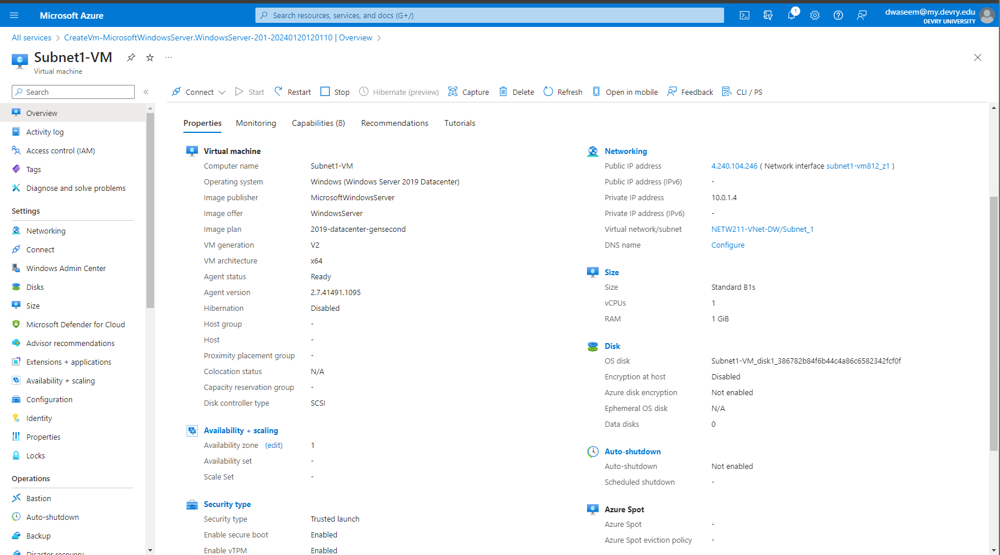 Microsoft Azure
Search resources, services, and docs (G+/)
1
dwaseem@my.devry.edu
DEVRY UNIVERSITY
All services > CreateVm-MicrosoftWindowsServer.WindowsServer-201-20240120120110 | Overview >
Subnet1-VM
Virtual machine
Search
Connect
Start
Restart
Stop
Hibernate (preview)
Capture
Delete
Refresh
Open in mobile
Feedback
CLI / PS
Overview
Activity log
Access control (IAM)
Tags
Diagnose and solve problems
Settings
Networking
Connect
Windows Admin Center
Disks
Size
Microsoft Defender for Cloud
Advisor recommendations
Extensions + applications
Availability + scaling
Configuration
Identity
Properties
Locks
Operations
Bastion
Auto-shutdown
Backup
Disaster recovery
Properties Monitoring Capabilities (8) Recommendations Tutorials
Virtual machine
Computer name Subnet1-VM
Operating system Windows (Windows Server 2019 Datacenter)
Image publisher MicrosoftWindowsServer
Image offer WindowsServer
Image plan 2019-datacenter-gensecond
VM generation V2
VM architecture x64
Agent status Ready
Agent version 2.7.41491.1095
Hibernation Disabled
Host group -
Host -
Proximity placement group -
Colocation status N/A
Capacity reservation group -
Disk controller type SCSI
Availability + scaling
Availability zone (edit) 1
Availability set -
Scale Set -
Security type
Security type Trusted launch
Enable secure boot Enabled
Enable vTPM Enabled
Networking
Public IP address 4.240.104.246 ( Network interface subnet1-vm812_z1 )
Public IP address (IPv6) -
Private IP address 10.0.1.4
Private IP address (IPv6) -
Virtual network/subnet NETW211-VNet-DW/Subnet_1
DNS name Configure
Size
Size Standard B1s
vCPUs 1
RAM 1 GiB
Disk
OS disk Subnet1-VM_disk1_386782b84f6b44c4a86c6582342fcf0f
Encryption at host Disabled
Azure disk encryption Not enabled
Ephemeral OS disk N/A
Data disks 0
Auto-shutdown
Auto-shutdown Not enabled
Scheduled shutdown -
Azure Spot
Azure Spot -
Azure Spot eviction policy -